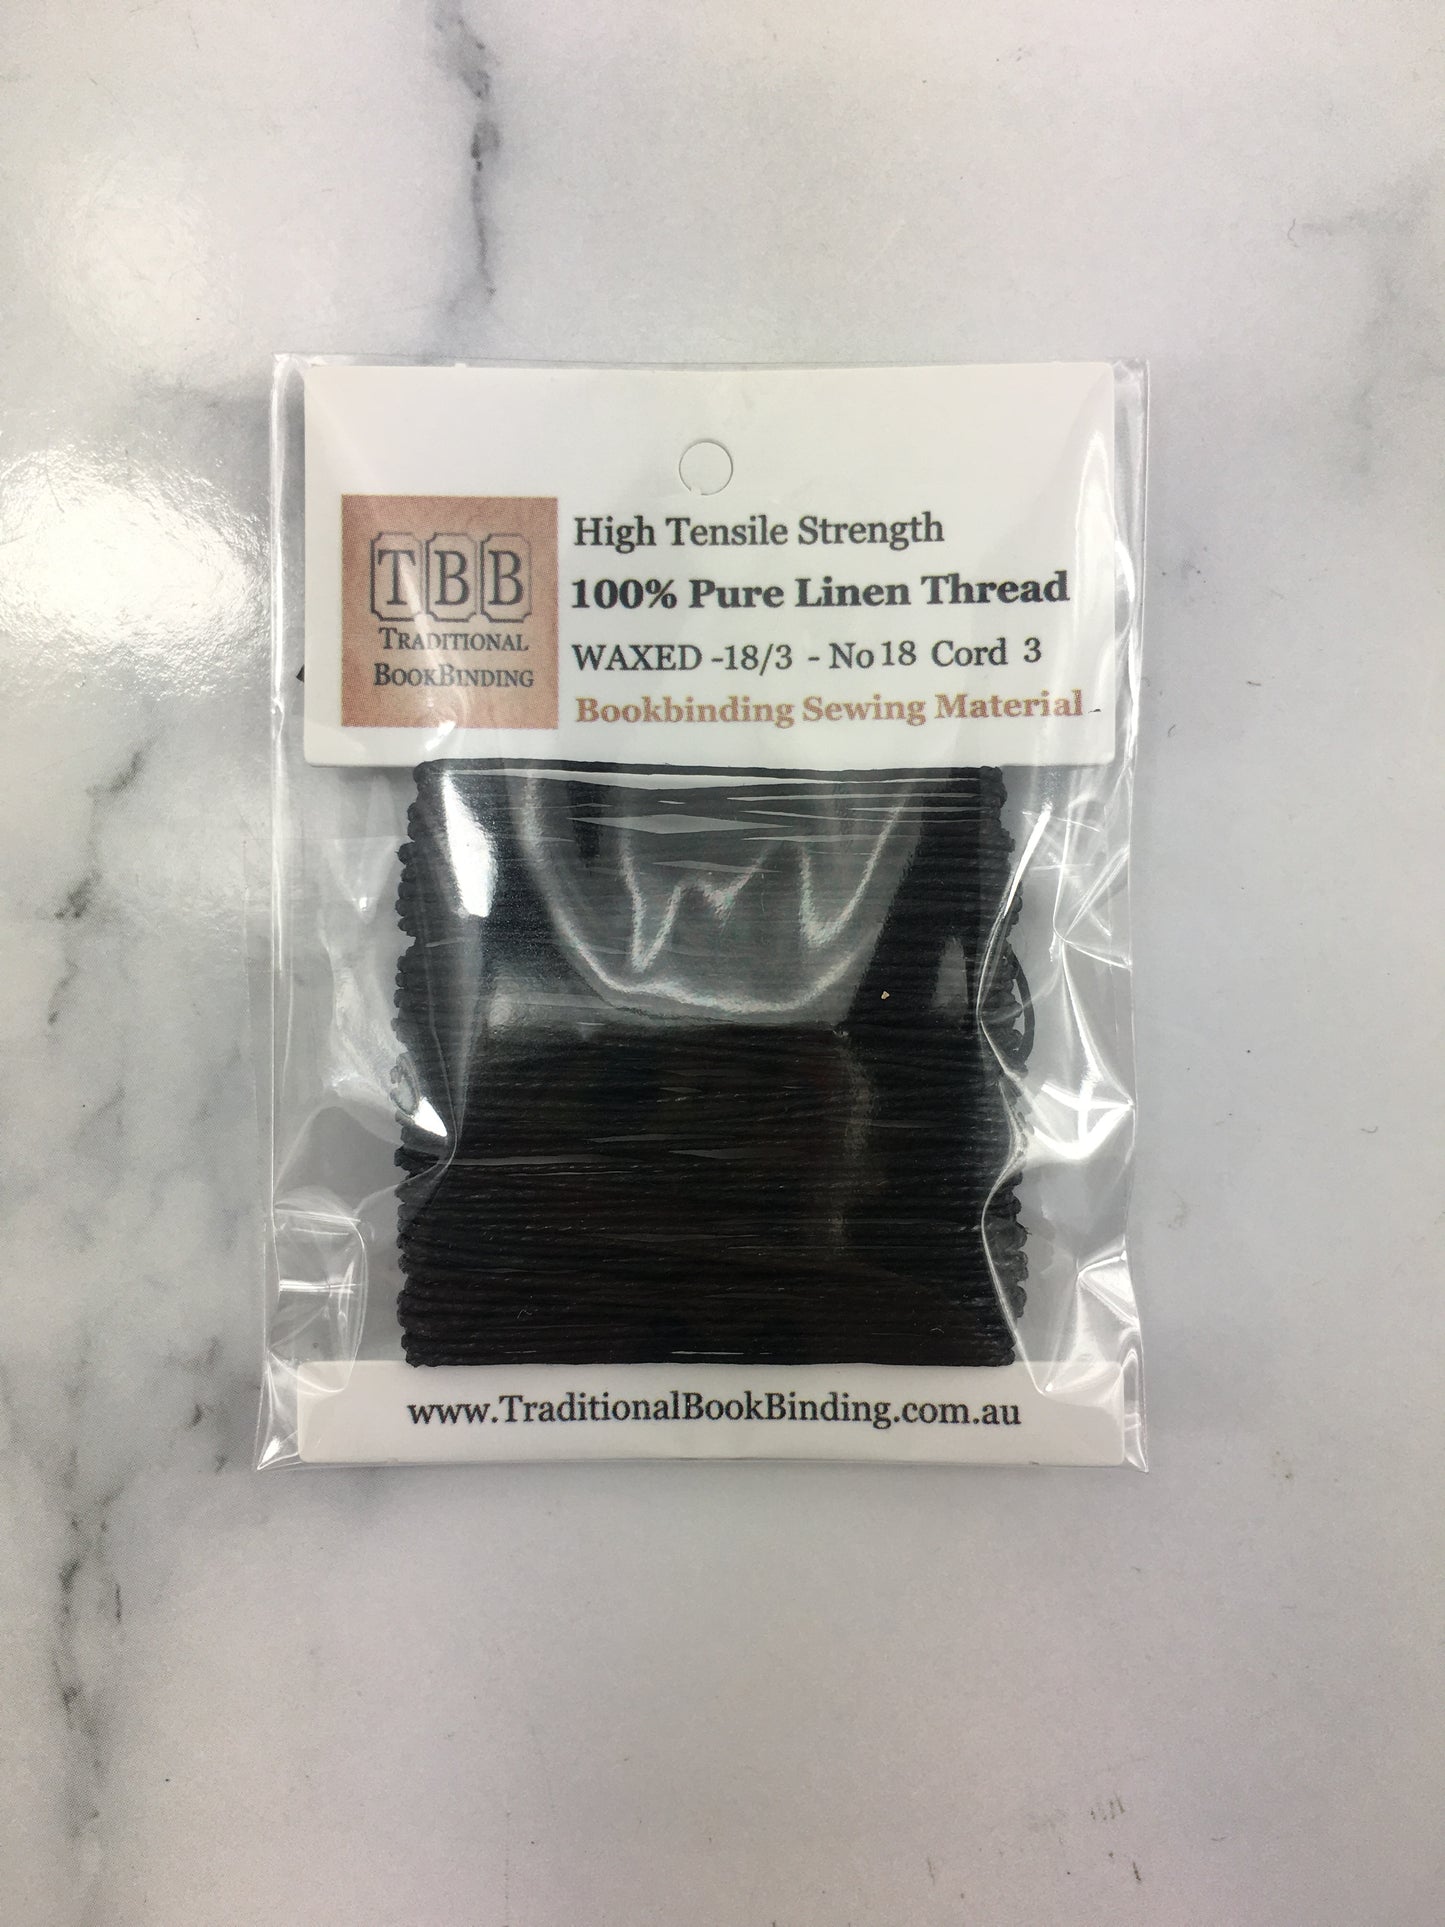 TBB
TRADITIONAL
BOOKBINDING
High Tensile Strength
100% Pure Linen Thread
WAXED -18/3 - No 18 Cord 3
Bookbinding Sewing Material
www.TraditionalBookBinding.com.au